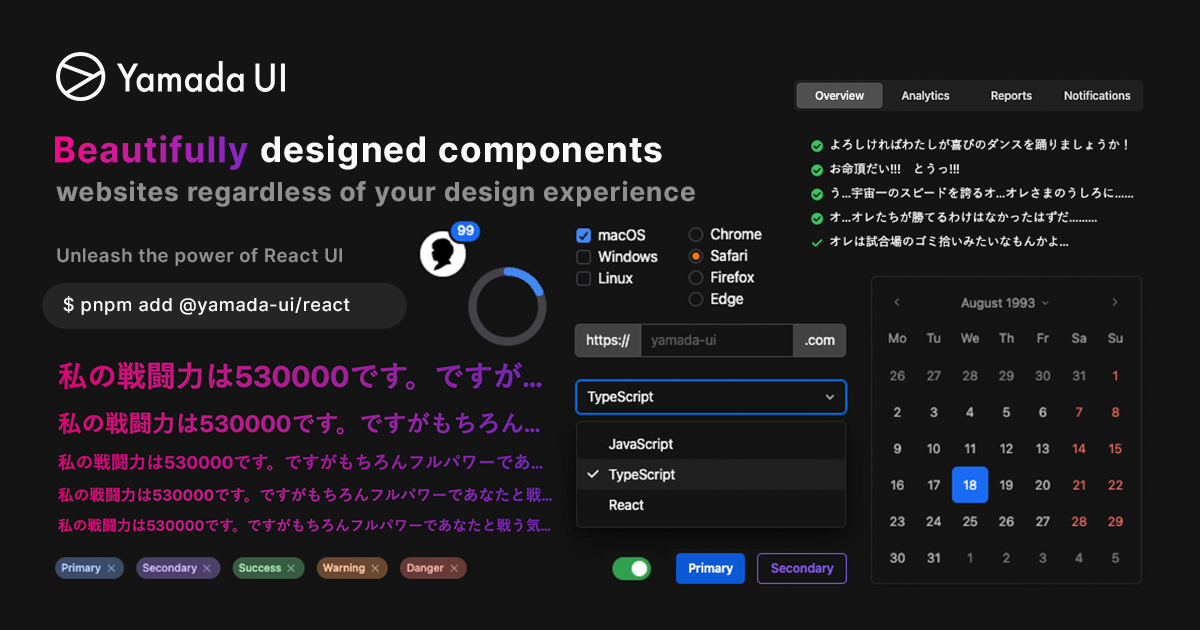 Yamada UI
Beautifully designed components
websites regardless of your design experience
Unleash the power of React UI
$ pnpm add @yamada-ui/react
99
私の戦闘力は530000です。ですが...
私の戦闘力は530000です。ですがもちろん...
私の戦闘力は530000です。ですがもちろんフルパワーであ...
私の戦闘力は530000です。ですがもちろんフルパワーであなたと戦...
私の戦闘力は530000です。ですがもちろんフルパワーであなたと戦う気...
Primary ×
Secondary ×
Success ×
Warning ×
Danger ×
macOS
Windows
Linux
Chrome
Safari
Firefox
Edge
https:// yamada-ui .com
TypeScript
JavaScript
TypeScript
React
Primary
Secondary
Overview Analytics Reports Notifications
よろしければわたしが喜びのダンスを踊りましょうか！
お命頂だい!!!　とうっ!!!
う...宇宙一のスピードを誇るオ...オレさまのうしろに......
オ...オレたちが勝てるわけはなかったはずだ.........
オレは試合場のゴミ拾いみたいなもんかよ...
August 1993
Mo Tu We Th Fr Sa Su
26 27 28 29 30 31 1
2 3 4 5 6 7 8
9 10 11 12 13 14 15
16 17 18 19 20 21 22
23 24 25 26 27 28 29
30 31 1 2 3 4 5